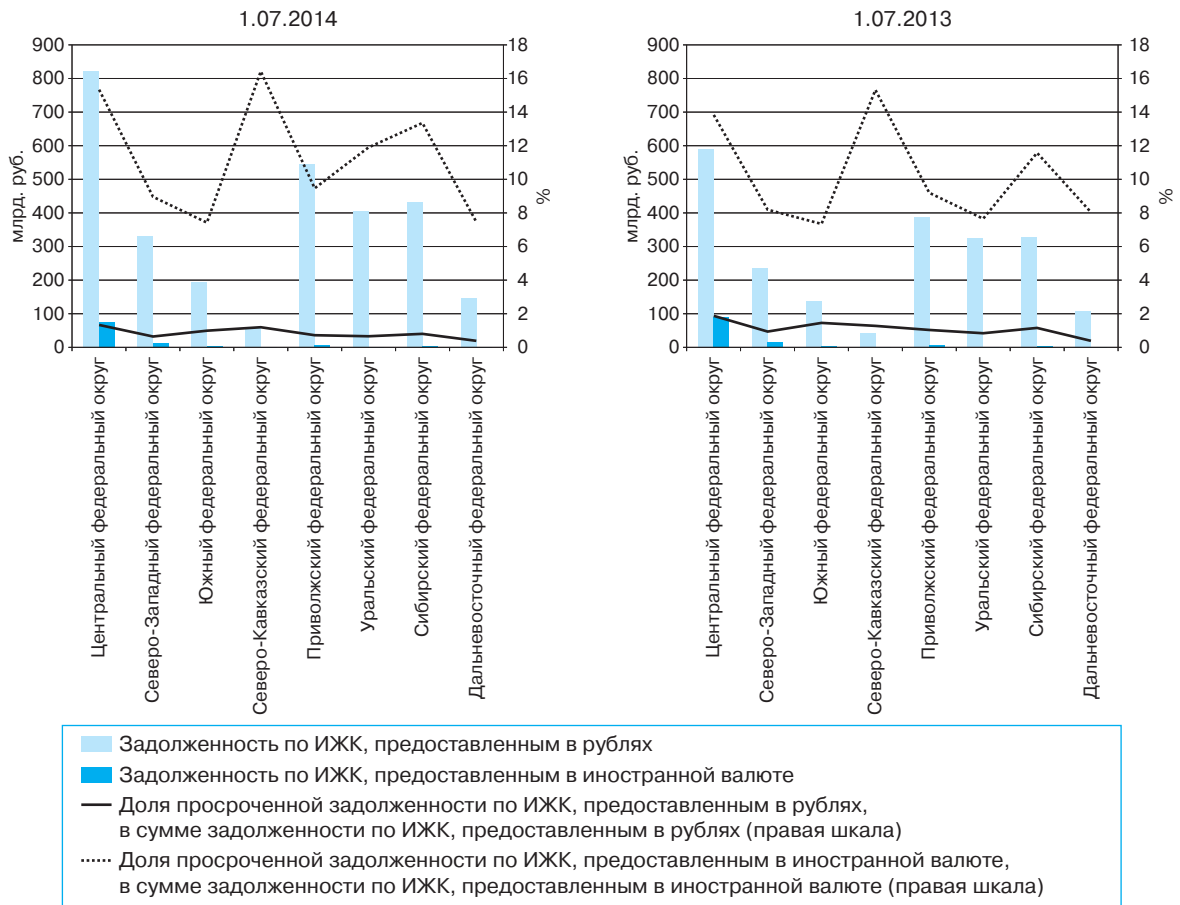 1.07.2014
900
800
700
600
500
400
300
200
100
0
млрд. руб.
18
16
14
12
10
8
6
4
2
0
%
Центральный федеральный округ
Северо-Западный федеральный округ
Южный федеральный округ
Северо-Кавказский федеральный округ
Приволжский федеральный округ
Уральский федеральный округ
Сибирский федеральный округ
Дальневосточный федеральный округ
1.07.2013
900
800
700
600
500
400
300
200
100
0
млрд. руб.
18
16
14
12
10
8
6
4
2
0
%
Центральный федеральный округ
Северо-Западный федеральный округ
Южный федеральный округ
Северо-Кавказский федеральный округ
Приволжский федеральный округ
Уральский федеральный округ
Сибирский федеральный округ
Дальневосточный федеральный округ
Задолженность по ИЖК, предоставленным в рублях
Задолженность по ИЖК, предоставленным в иностранной валюте
Доля просроченной задолженности по ИЖК, предоставленным в рублях,
в сумме задолженности по ИЖК, предоставленным в рублях (правая шкала)
Доля просроченной задолженности по ИЖК, предоставленным в иностранной валюте,
в сумме задолженности по ИЖК, предоставленным в иностранной валюте (правая шкала)